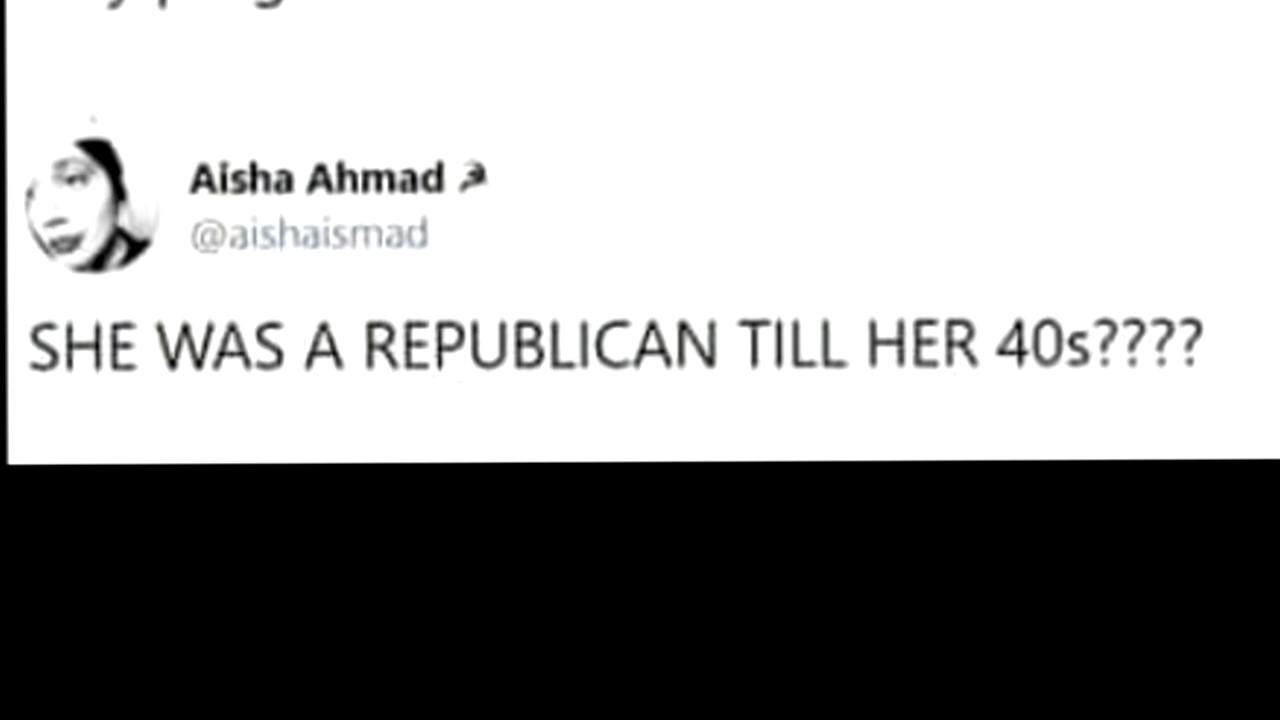 Aisha Ahmad ☭
@aishaismad
SHE WAS A REPUBLICAN TILL HER 40s????